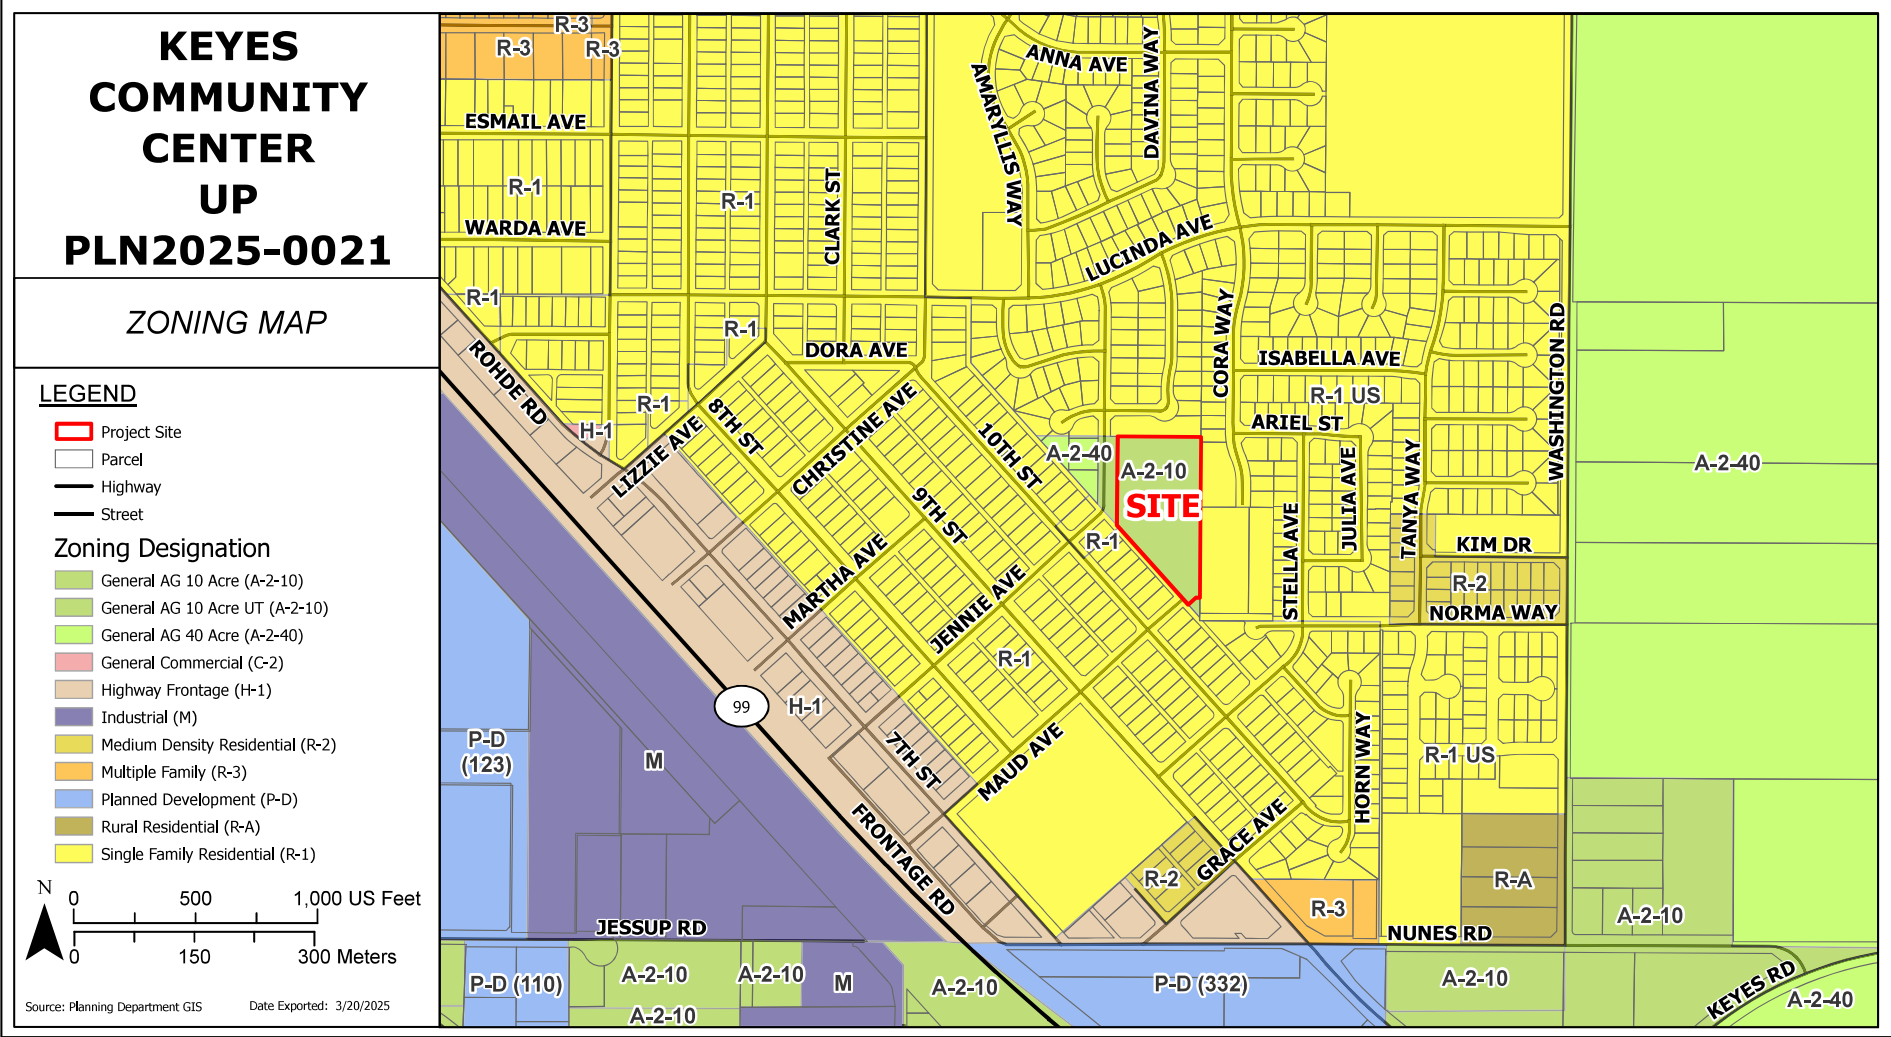 KEYES
COMMUNITY
CENTER
UP
PLN2025-0021
ZONING MAP
LEGEND
Project Site
Parcel
Highway
Street
Zoning Designation
General AG 10 Acre (A-2-10)
General AG 10 Acre UT (A-2-10)
General AG 40 Acre (A-2-40)
General Commercial (C-2)
Highway Frontage (H-1)
Industrial (M)
Medium Density Residential (R-2)
Multiple Family (R-3)
Planned Development (P-D)
Rural Residential (R-A)
Single Family Residential (R-1)
N
0 500 1,000 US Feet
0 150 300 Meters
Source: Planning Department GIS Date Exported: 3/20/2025
R-3
R-3
R-3
ESMAIL AVE
R-1
WARDA AVE
R-1
R-1
CLARK ST
AMARYLLIS WAY
ANNA AVE
DAVINA WAY
LUCINDA AVE
R-1
DORA AVE
ROHDE RD
R-1
H-1
LIZZIE AVE
8TH ST
CHRISTINE AVE
9TH ST
10TH ST
CORA WAY
ISABELLA AVE
R-1 US
ARIEL ST
WASHINGTON RD
A-2-40
A-2-40
A-2-10
SITE
R-1
STELLA AVE
JULIA AVE
TANYA WAY
KIM DR
R-2
NORMA WAY
MARTHA AVE
JENNIE AVE
R-1
99
H-1
7TH ST
MAUD AVE
HORN WAY
R-1 US
P-D
(123)
M
FRONTAGE RD
GRACE AVE
R-2
R-3
R-A
A-2-10
JESSUP RD
NUNES RD
P-D (110)
A-2-10
A-2-10
M
A-2-10
A-2-10
P-D (332)
A-2-10
KEYES RD
A-2-40